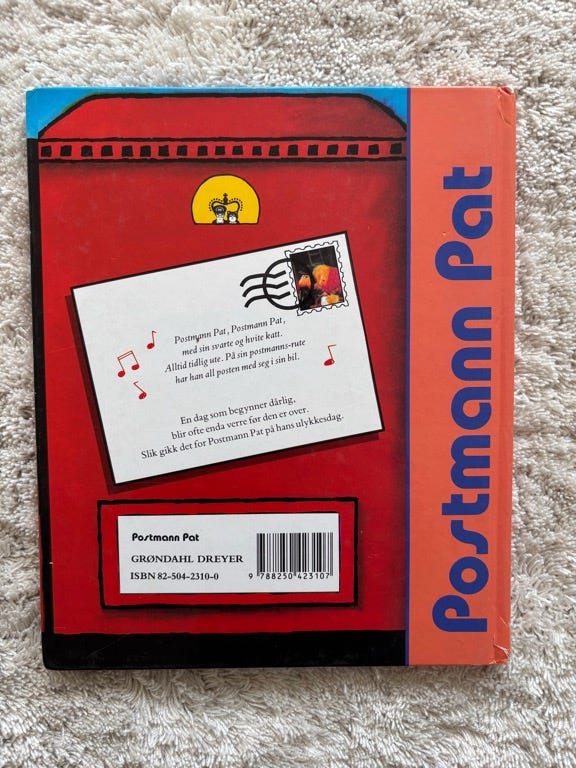 Postmann Pat, Postmann Pat,
med sin svarte og hvite katt.
Alltid tidlig ute. På sin postmanns-rute
har han all posten med seg i sin bil.
En dag som begynner dårlig,
blir ofte enda verre før den er over.
Slik gikk det for Postmann Pat på hans ulykkesdag.
Postmann Pat
GRØNDAHL DREYER
ISBN 82-504-2310-0
9 788250 423107
Postmann Pat